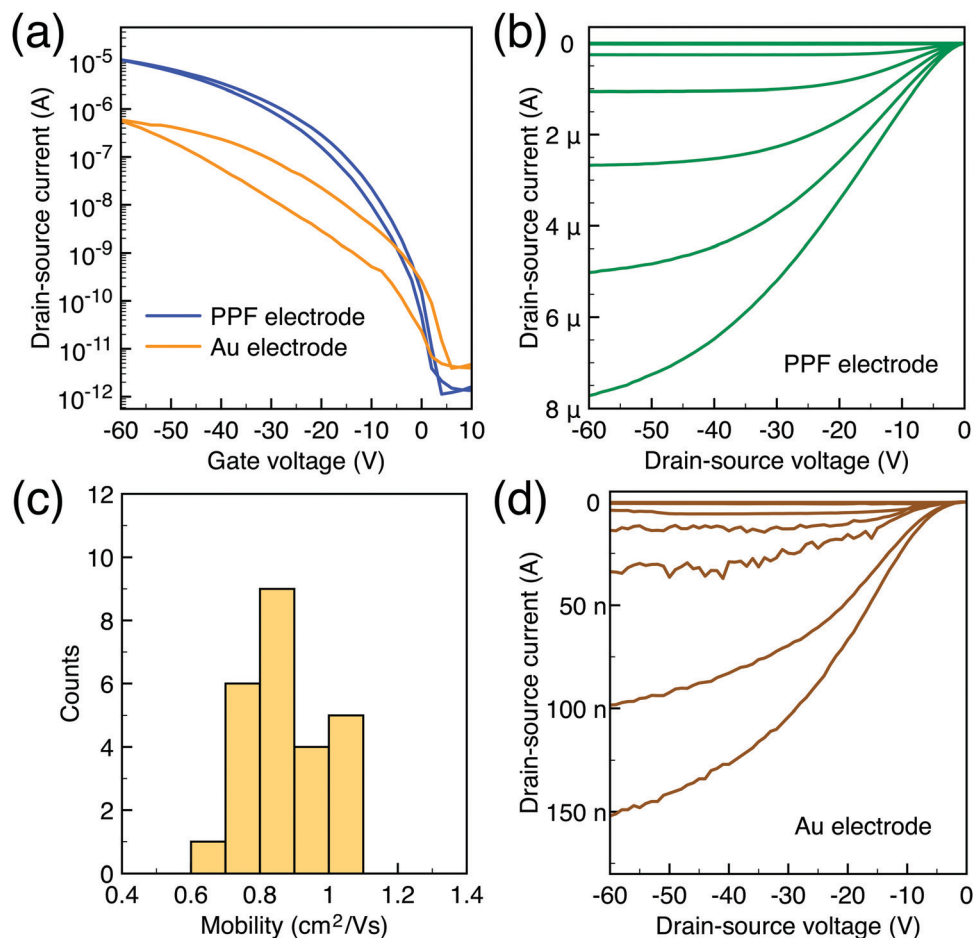 (a)
Drain-source current (A)
10⁻⁵
10⁻⁶
10⁻⁷
10⁻⁸
10⁻⁹
10⁻¹⁰
10⁻¹¹
10⁻¹²
PPF electrode
Au electrode
-60 -50 -40 -30 -20 -10 0 10
Gate voltage (V)
(b)
Drain-source current (A)
0
2 µ
4 µ
6 µ
8 µ
PPF electrode
-60 -50 -40 -30 -20 -10 0
Drain-source voltage (V)
(c)
Counts
12
10
8
6
4
2
0
0.4 0.6 0.8 1 1.2 1.4
Mobility (cm²/Vs)
(d)
Drain-source current (A)
0
50 n
100 n
150 n
Au electrode
-60 -50 -40 -30 -20 -10 0
Drain-source voltage (V)